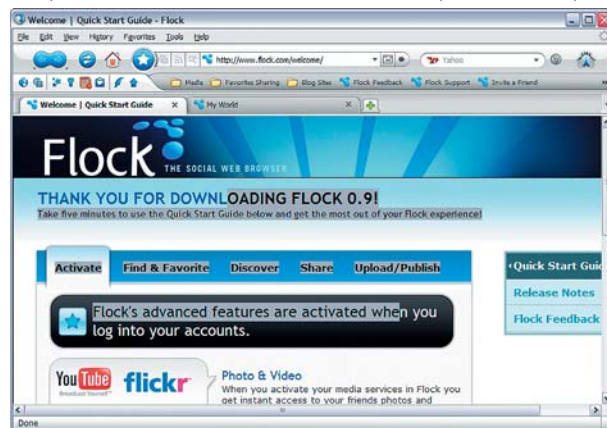 Welcome | Quick Start Guide - Flock
File Edit View History Favorites Tools Help
http://www.flock.com/welcome/ Yahoo
Media Favorites Sharing Blog Sites Flock Feedback Flock Support Invite a Friend
Welcome | Quick Start Guide x My World x
Flock THE SOCIAL WEB BROWSER
THANK YOU FOR DOWNLOADING FLOCK 0.9!
Take five minutes to use the Quick Start Guide below and get the most out of your Flock experience!
Activate Find & Favorite Discover Share Upload/Publish
Quick Start Guid
Release Notes
Flock Feedback
Flock's advanced features are activated when you
log into your accounts.
YouTube flickr
Broadcast Yourself™
Photo & Video
When you activate your media services in Flock you
get instant access to your friends photos and
Done